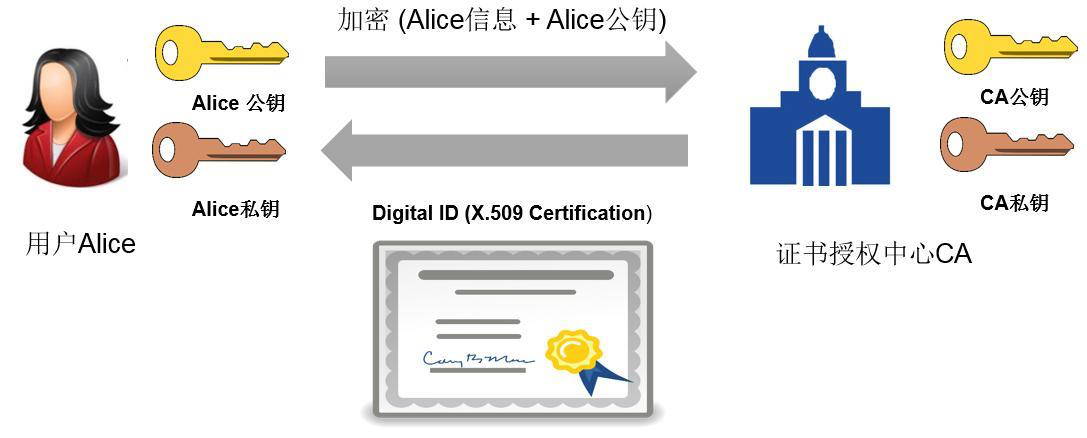 加密 (Alice信息 + Alice公钥)
Alice 公钥
CA公钥
Alice私钥
CA私钥
Digital ID (X.509 Certification)
用户Alice
证书授权中心CA